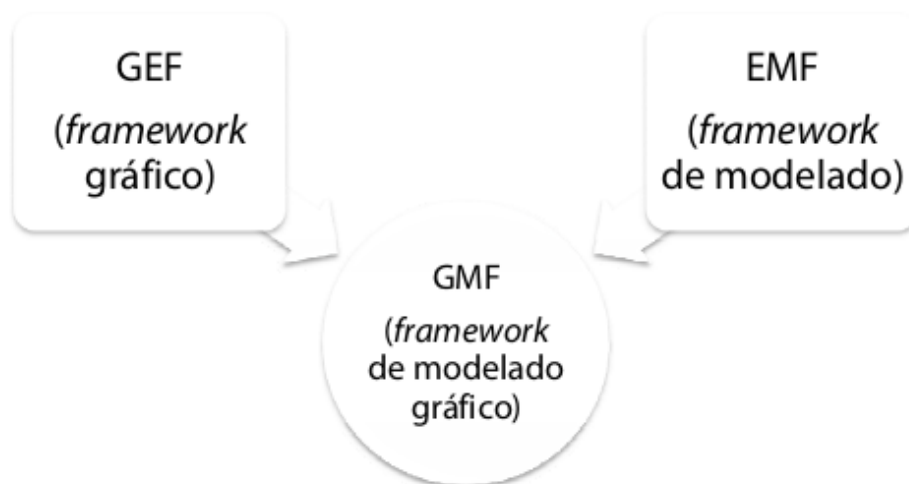 GEF
(framework
gráfico)
EMF
(framework
de modelado)
GMF
(framework
de modelado
gráfico)